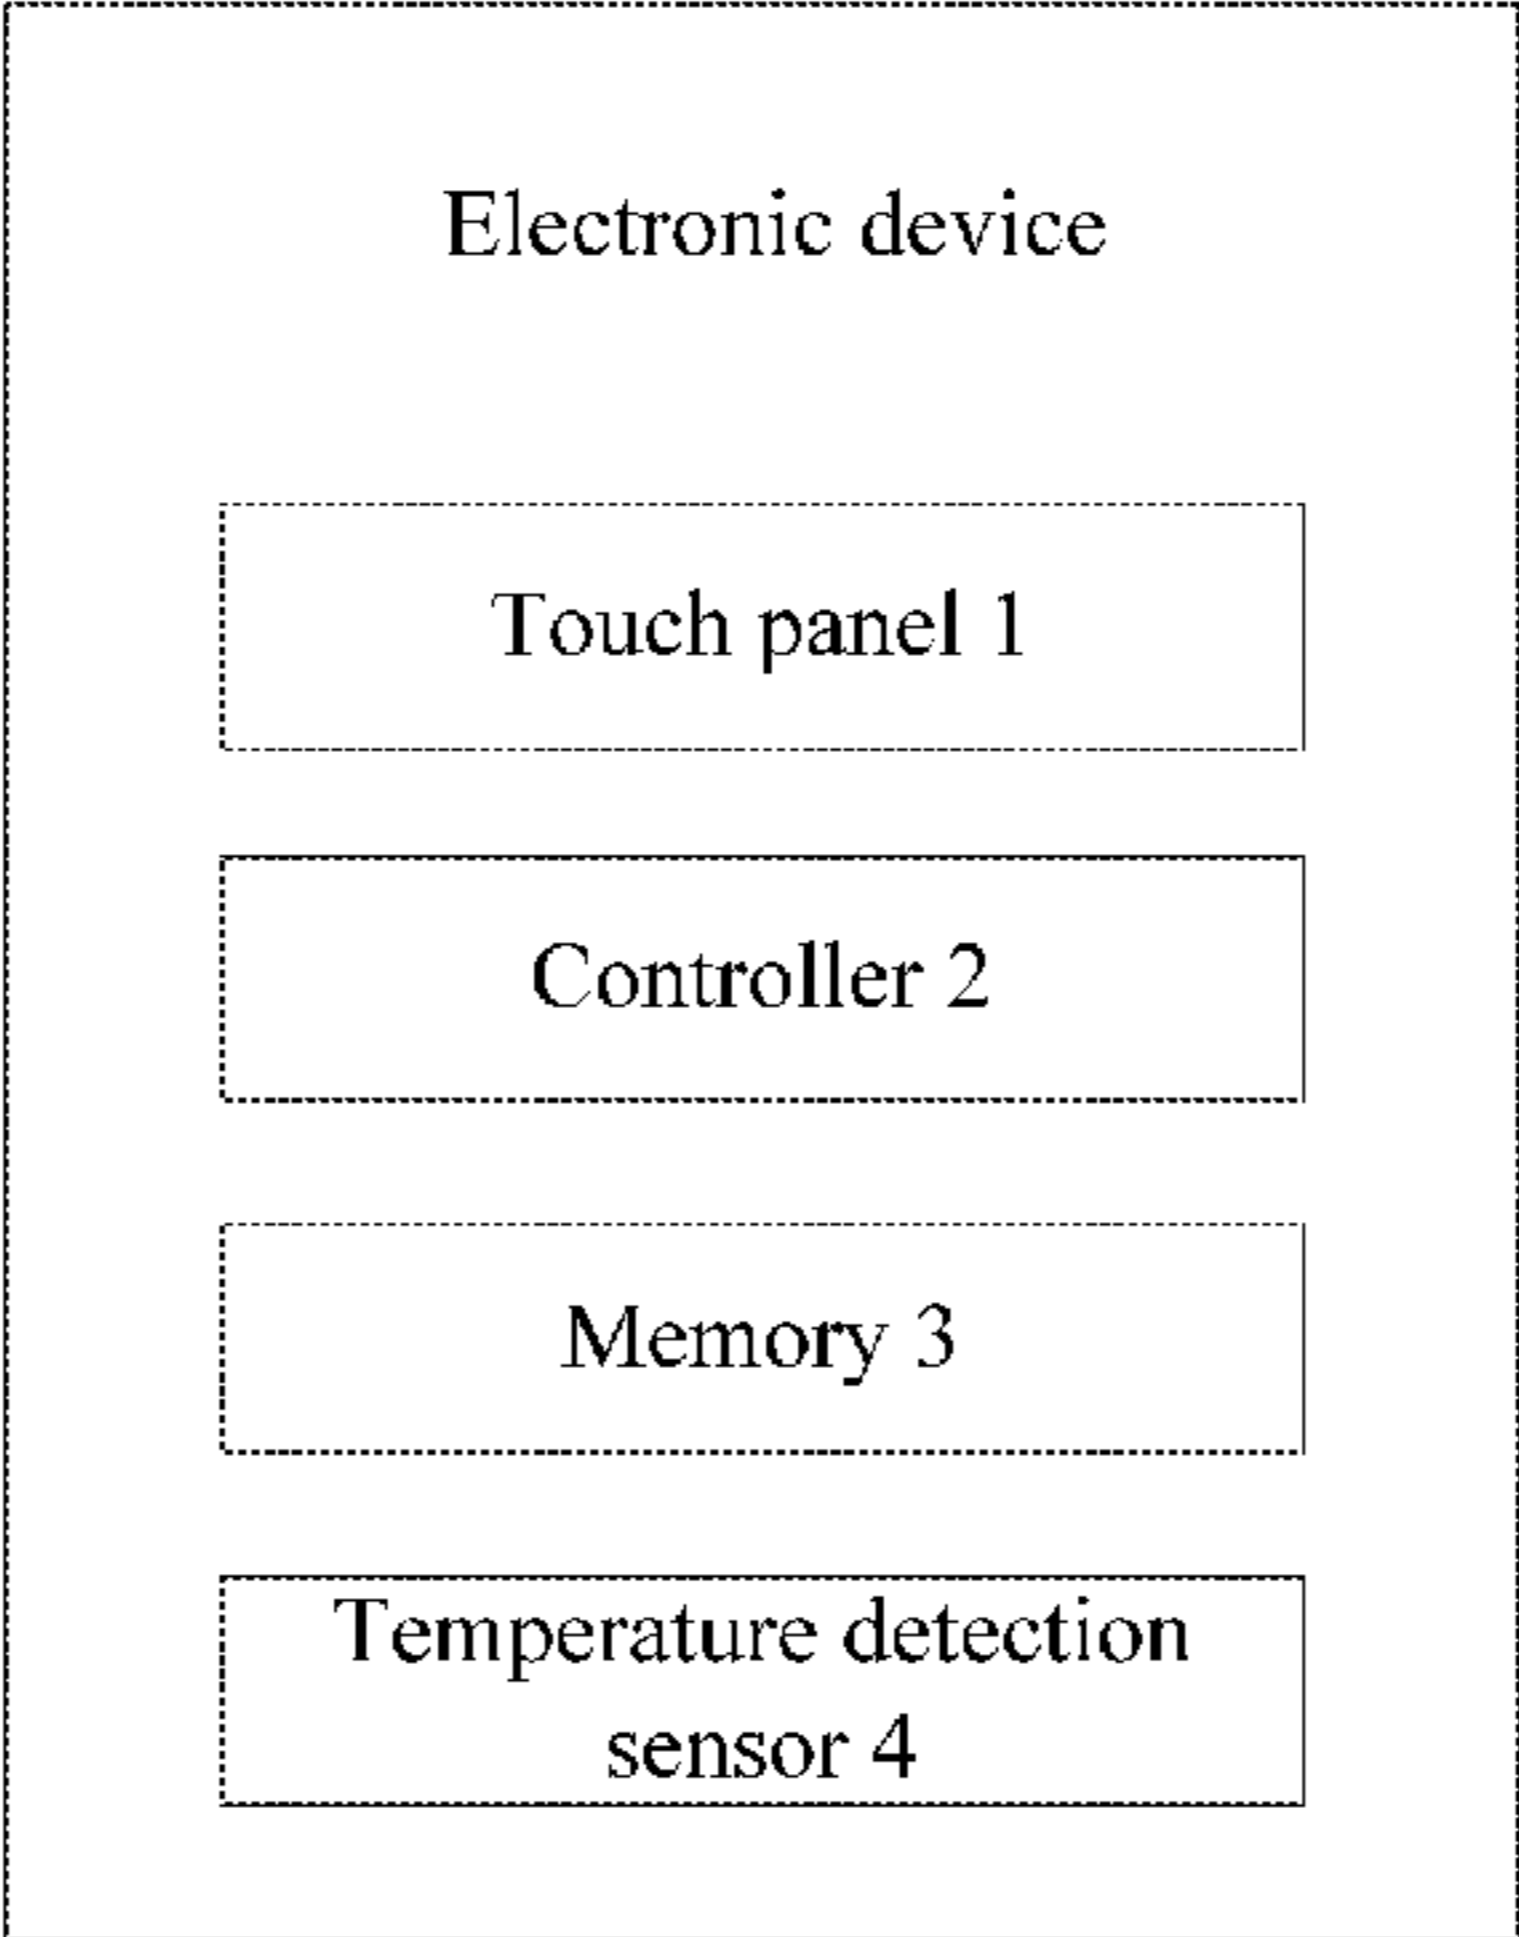 Electronic device
Touch panel 1
Controller 2
Memory 3
Temperature detection
sensor 4